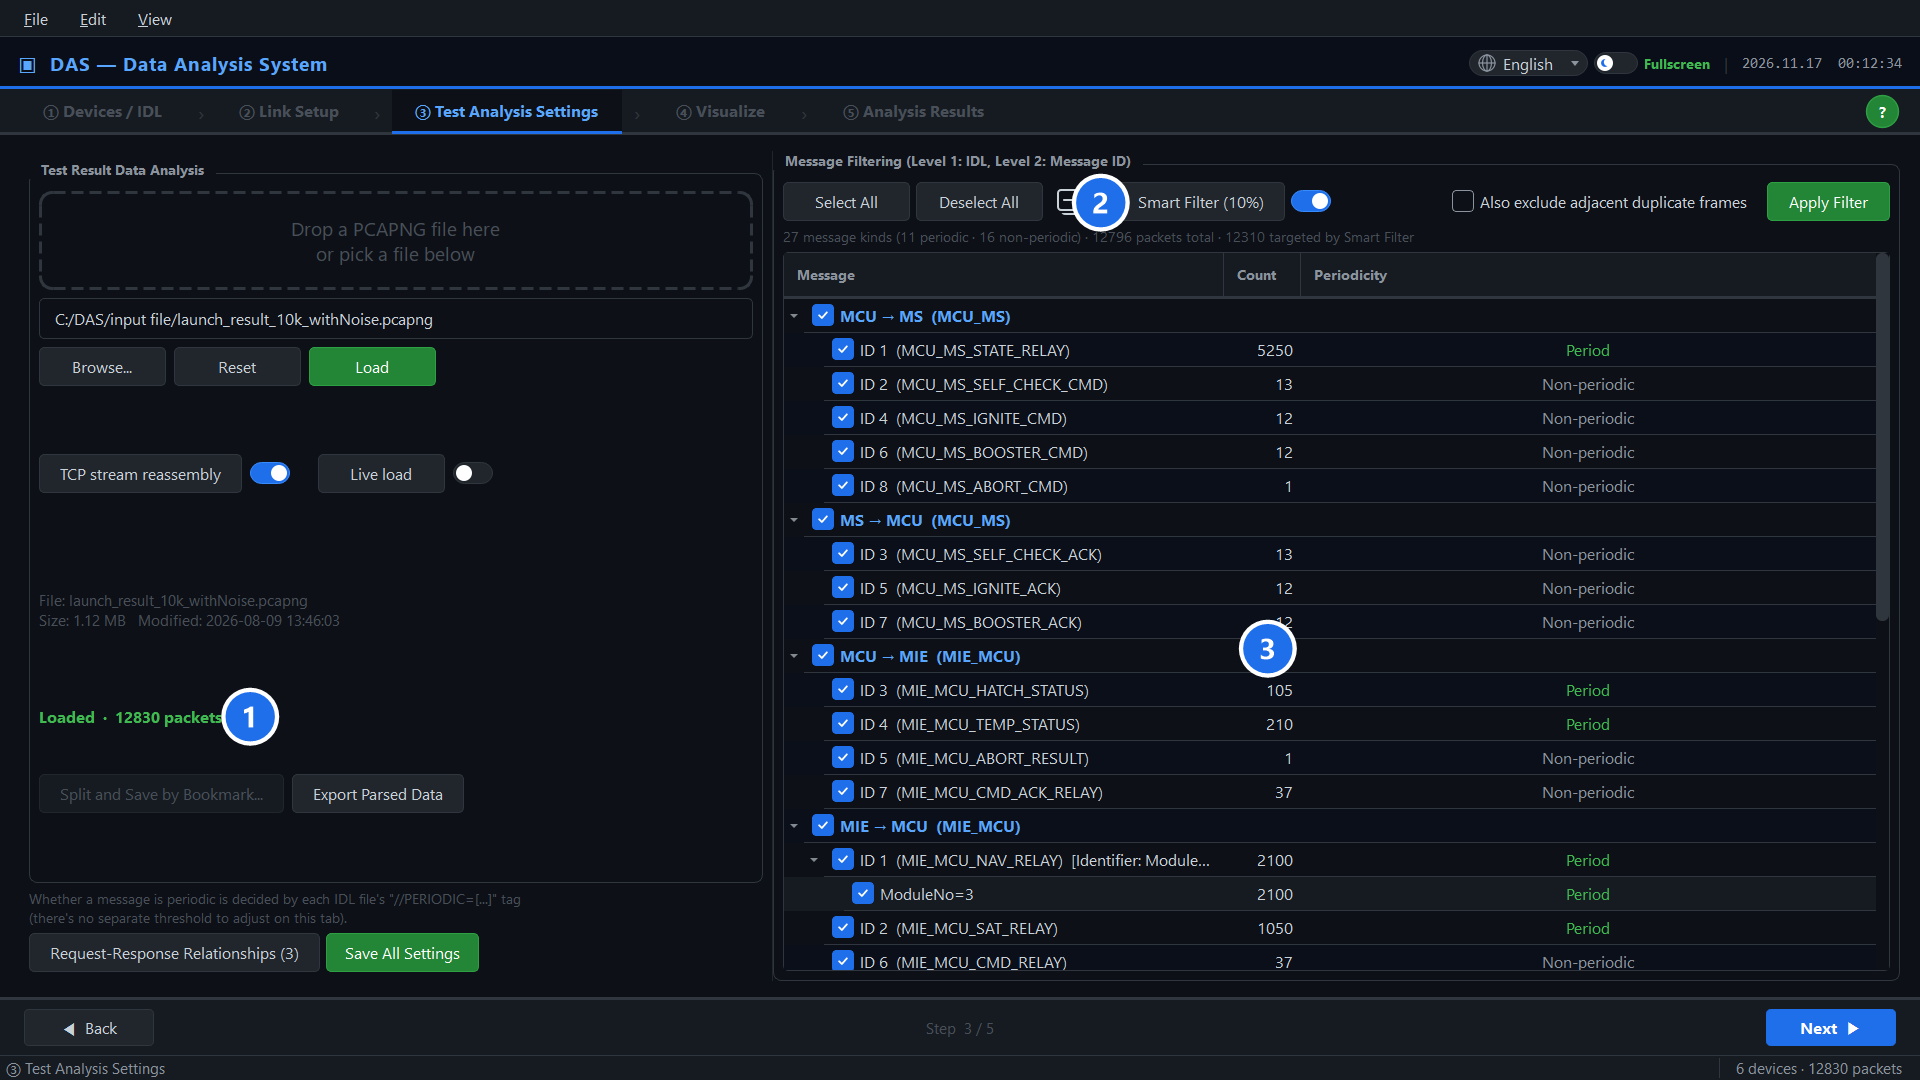 File Edit View
DAS — Data Analysis System
English Fullscreen | 2026.11.17 00:12:34
① Devices / IDL › ② Link Setup › ③ Test Analysis Settings › ④ Visualize › ⑤ Analysis Results ?
Test Result Data Analysis
Drop a PCAPNG file here
or pick a file below
C:/DAS/input file/launch_result_10k_withNoise.pcapng
Browse... Reset Load
TCP stream reassembly Live load
File: launch_result_10k_withNoise.pcapng
Size: 1.12 MB Modified: 2026-08-09 13:46:03
Loaded · 12830 packets 1
Split and Save by Bookmark... Export Parsed Data
Whether a message is periodic is decided by each IDL file's "//PERIODIC=[...]" tag
(there's no separate threshold to adjust on this tab).
Request-Response Relationships (3) Save All Settings
Message Filtering (Level 1: IDL, Level 2: Message ID)
Select All Deselect All 2 Smart Filter (10%) Also exclude adjacent duplicate frames Apply Filter
27 message kinds (11 periodic · 16 non-periodic) · 12796 packets total · 12310 targeted by Smart Filter
Message Count Periodicity
MCU → MS (MCU_MS)
ID 1 (MCU_MS_STATE_RELAY) 5250 Period
ID 2 (MCU_MS_SELF_CHECK_CMD) 13 Non-periodic
ID 4 (MCU_MS_IGNITE_CMD) 12 Non-periodic
ID 6 (MCU_MS_BOOSTER_CMD) 12 Non-periodic
ID 8 (MCU_MS_ABORT_CMD) 1 Non-periodic
MS → MCU (MCU_MS)
ID 3 (MCU_MS_SELF_CHECK_ACK) 13 Non-periodic
ID 5 (MCU_MS_IGNITE_ACK) 12 Non-periodic
ID 7 (MCU_MS_BOOSTER_ACK) 12 Non-periodic
MCU → MIE (MIE_MCU) 3
ID 3 (MIE_MCU_HATCH_STATUS) 105 Period
ID 4 (MIE_MCU_TEMP_STATUS) 210 Period
ID 5 (MIE_MCU_ABORT_RESULT) 1 Non-periodic
ID 7 (MIE_MCU_CMD_ACK_RELAY) 37 Non-periodic
MIE → MCU (MIE_MCU)
ID 1 (MIE_MCU_NAV_RELAY) [Identifier: Module... 2100 Period
ModuleNo=3 2100 Period
ID 2 (MIE_MCU_SAT_RELAY) 1050 Period
ID 6 (MIE_MCU_CMD_RELAY) 37 Non-periodic
◀ Back Step 3 / 5 Next ▶
③ Test Analysis Settings 6 devices · 12830 packets